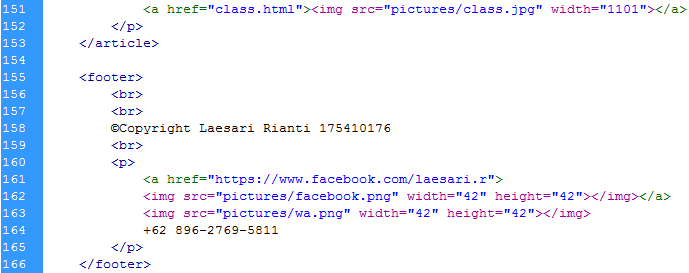 151 <a href="class.html"><img src="pictures/class.jpg" width="1101"></a>
152 </p>
153 </article>
154
155 <footer>
156 <br>
157 <br>
158 ©Copyright Laesari Rianti 175410176
159 <br>
160 <p>
161 <a href="https://www.facebook.com/laesari.r">
162 <img src="pictures/facebook.png" width="42" height="42"></img></a>
163 <img src="pictures/wa.png" width="42" height="42"></img>
164 +62 896-2769-5811
165 </p>
166 </footer>